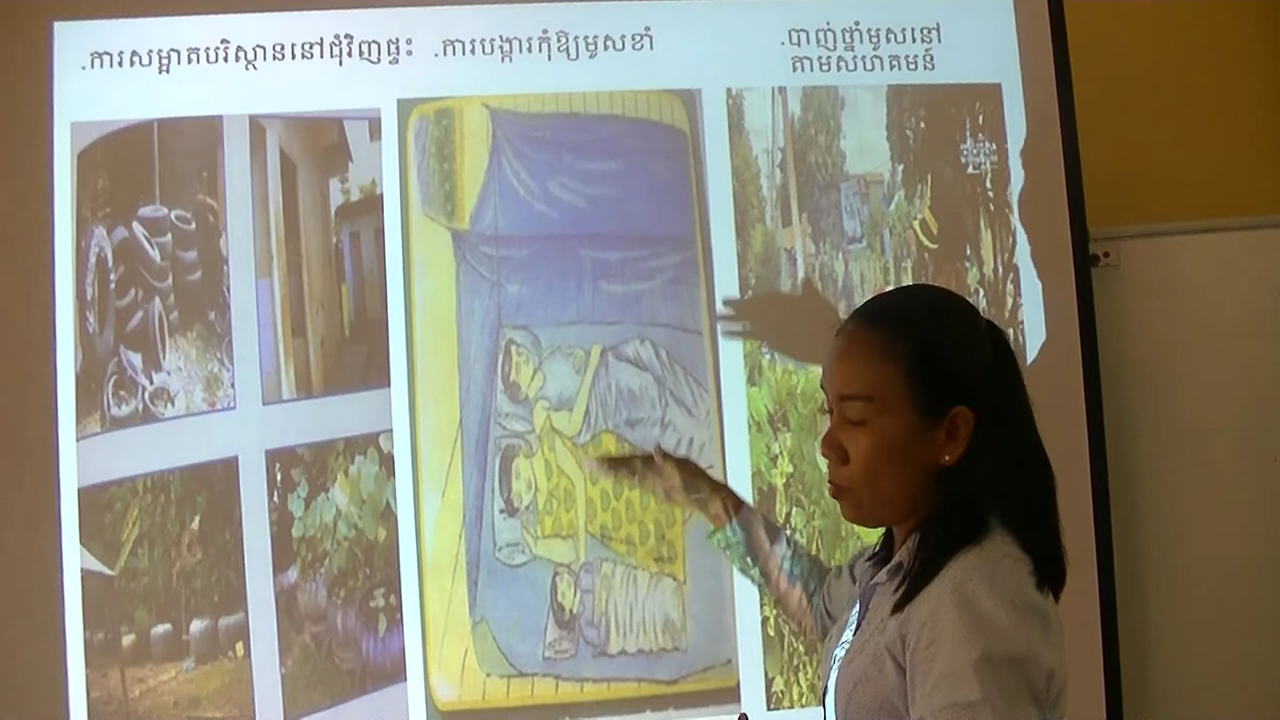 .ការសម្អាតបរិស្ថាននៅជុំវិញផ្ទះ
.ការបង្ការកុំឱ្យមូសខាំ
.បាញ់ថ្នាំមូសនៅ
តាមសហគមន៍